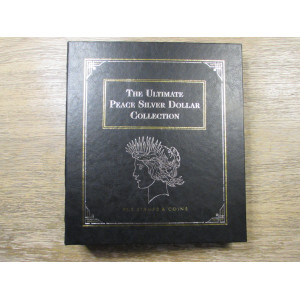 The Ultimate
Peace Silver Dollar
Collection